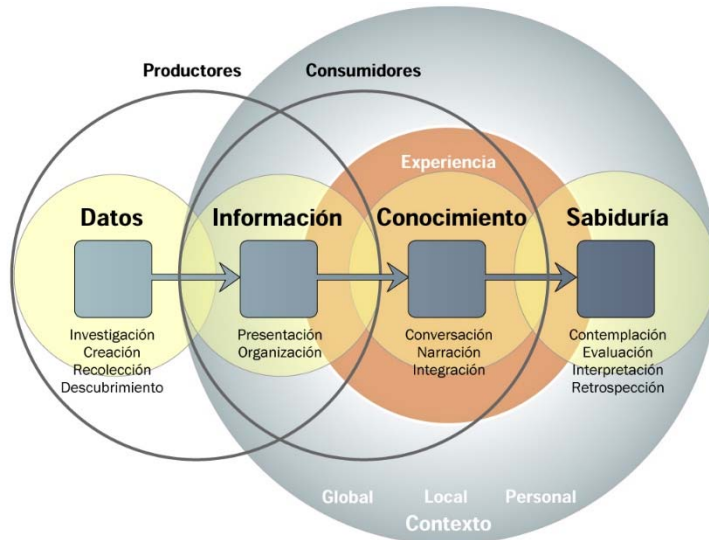 Productores
Consumidores
Experiencia
Datos
Información
Conocimiento
Sabiduría
Investigación
Creación
Recolección
Descubrimiento
Presentación
Organización
Conversación
Narración
Integración
Contemplación
Evaluación
Interpretación
Retrospección
Global
Local
Personal
Contexto